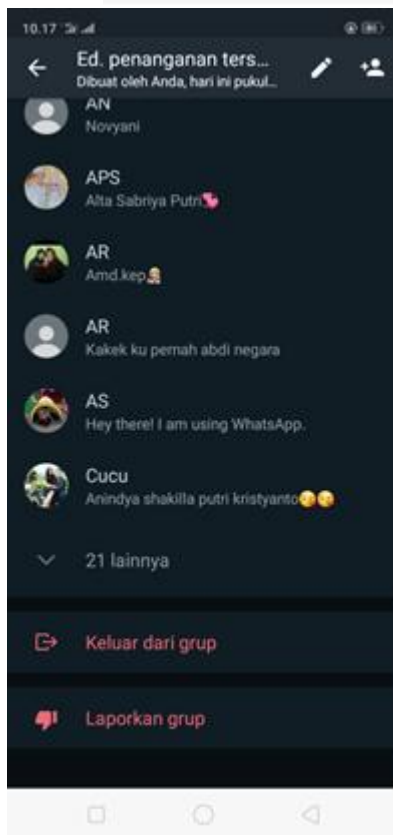 10.17
Ed. penanganan ters...
Dibuat oleh Anda, hari ini pukul...
AN
Novyani
APS
Alta Sabriya Putri💕
AR
Amd.kep
AR
Kakek ku pernah abdi negara
AS
Hey there! I am using WhatsApp.
Cucu
Anindya shakilla putri kristyanto
21 lainnya
Keluar dari grup
Laporkan grup